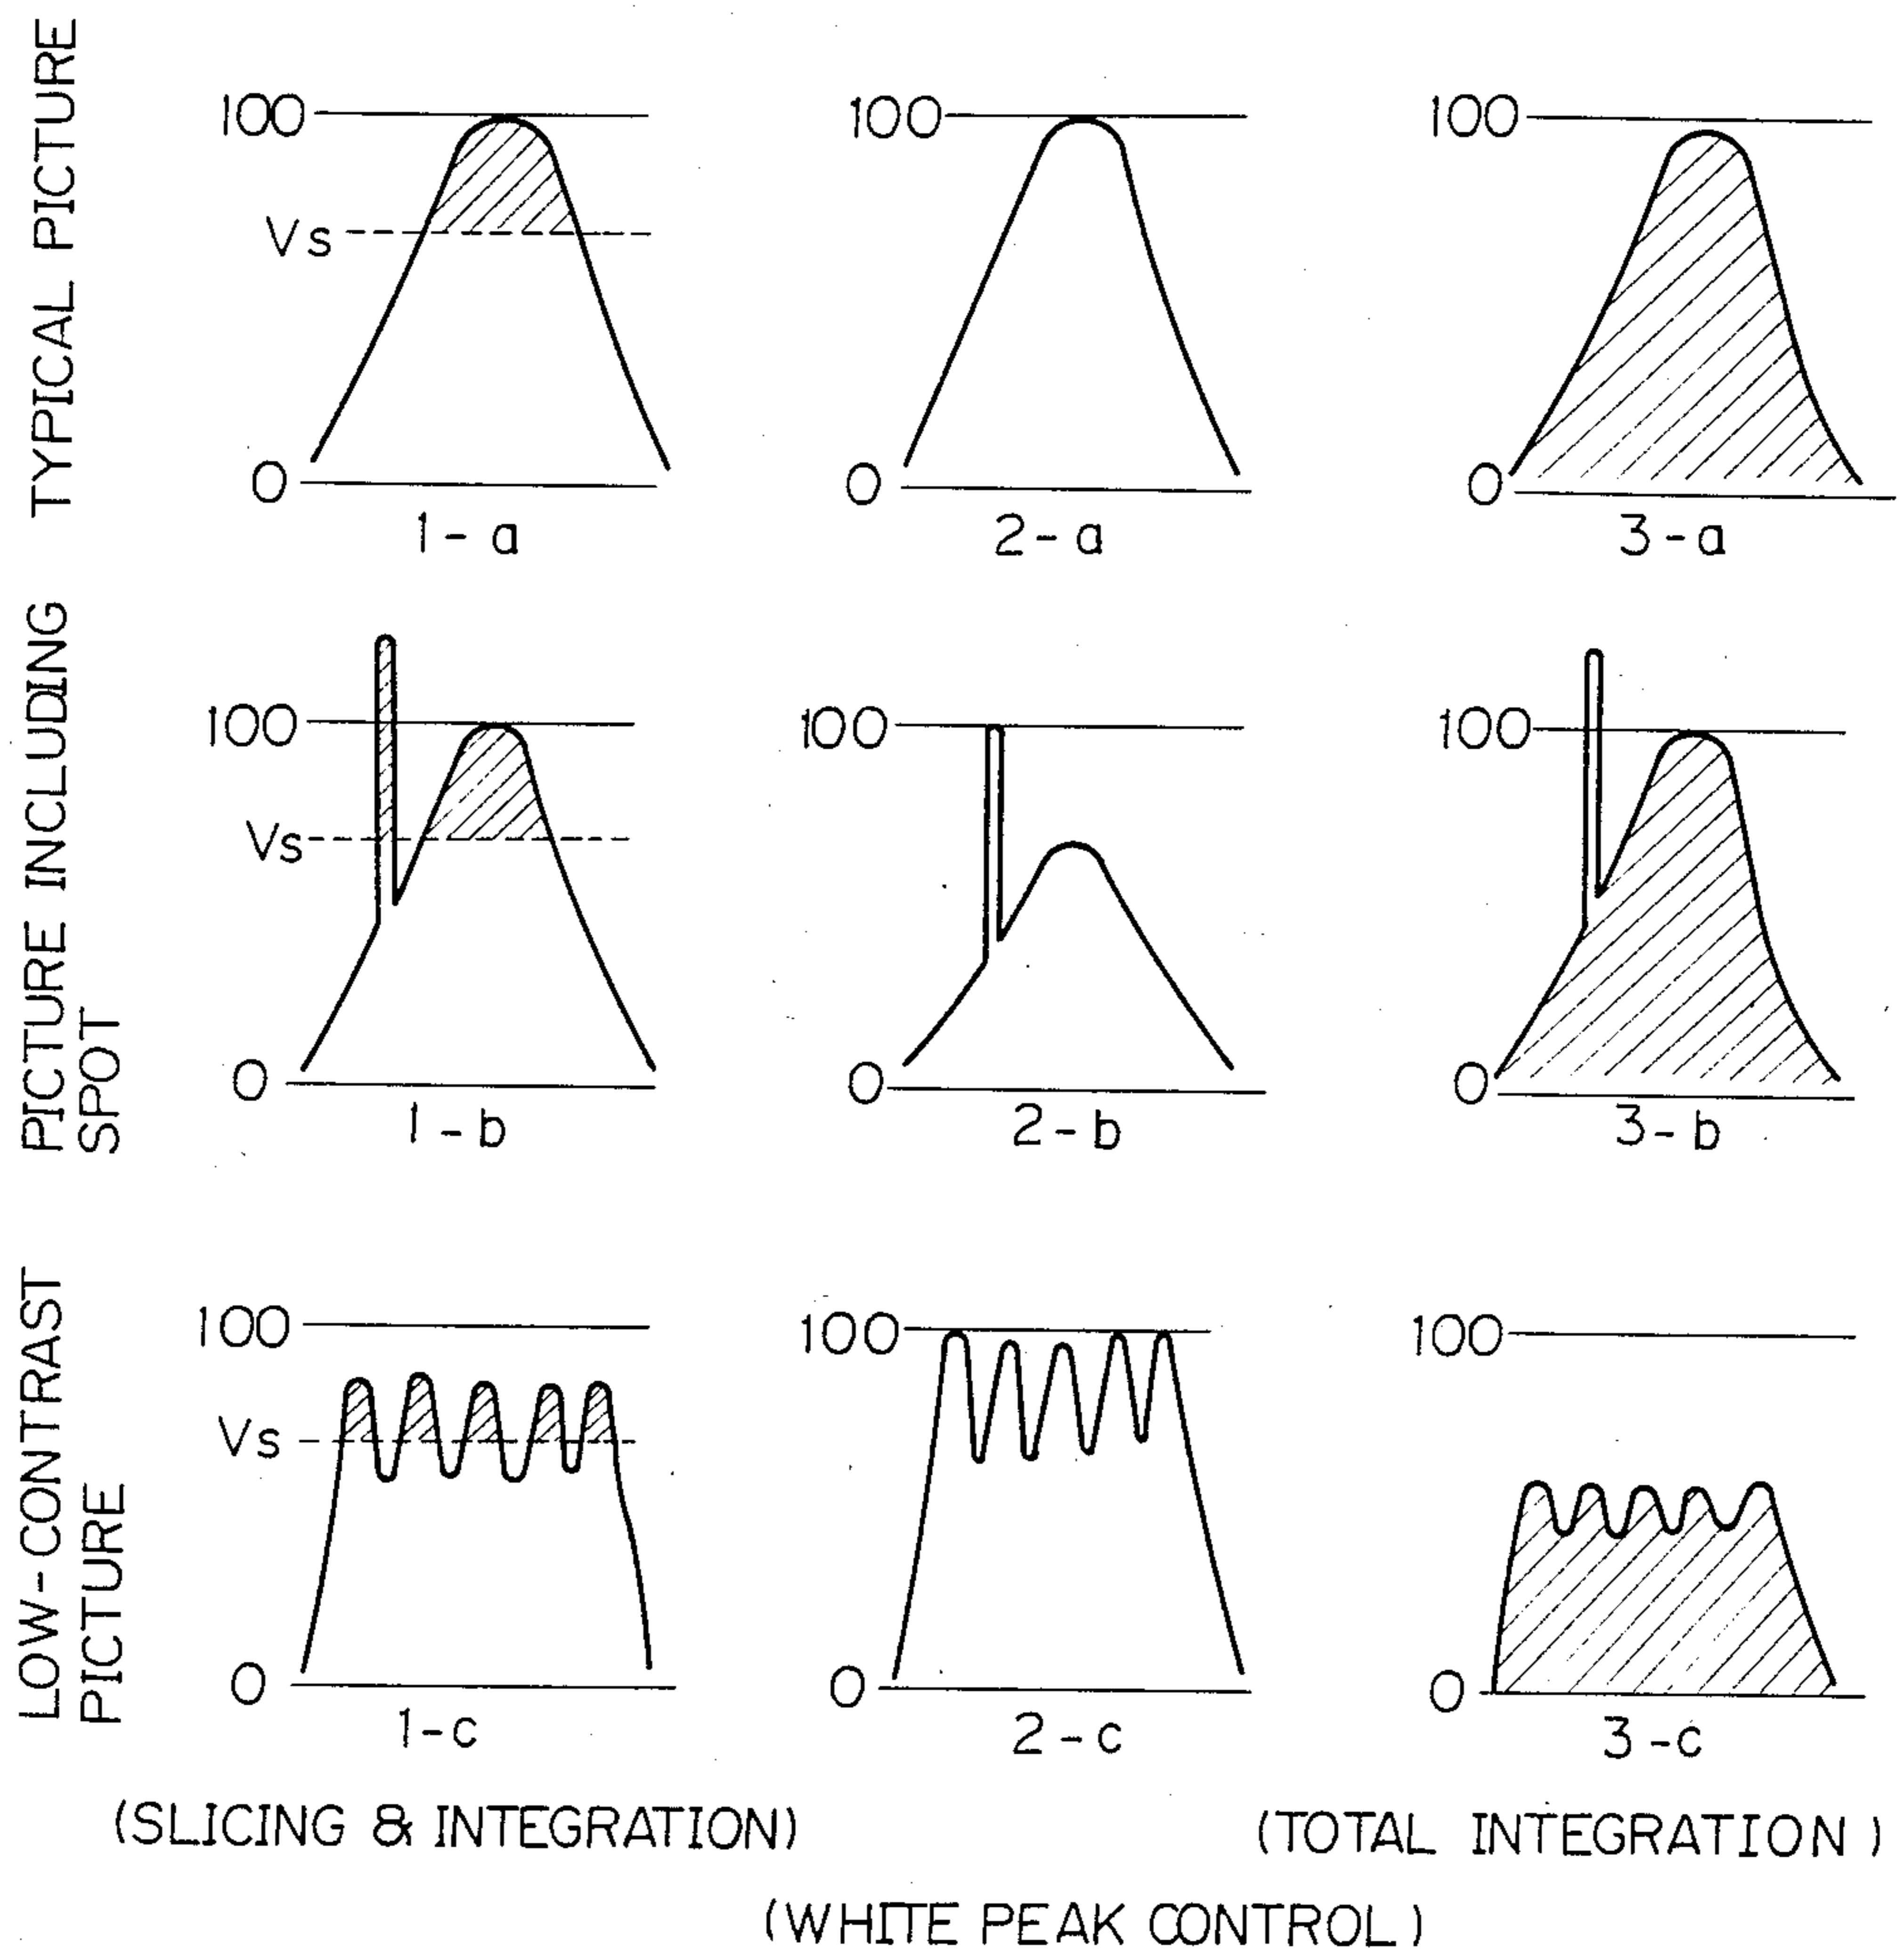 TYPICAL PICTURE
100
Vs
0
1-a
100
0
2-a
100
0
3-a
PICTURE INCLUDING
SPOT
100
Vs
0
1-b
100
0
2-b
100
0
3-b
LOW-CONTRAST
PICTURE
100
Vs
0
1-c
100
0
2-c
100
0
3-c
(SLICING & INTEGRATION)
(WHITE PEAK CONTROL)
(TOTAL INTEGRATION)